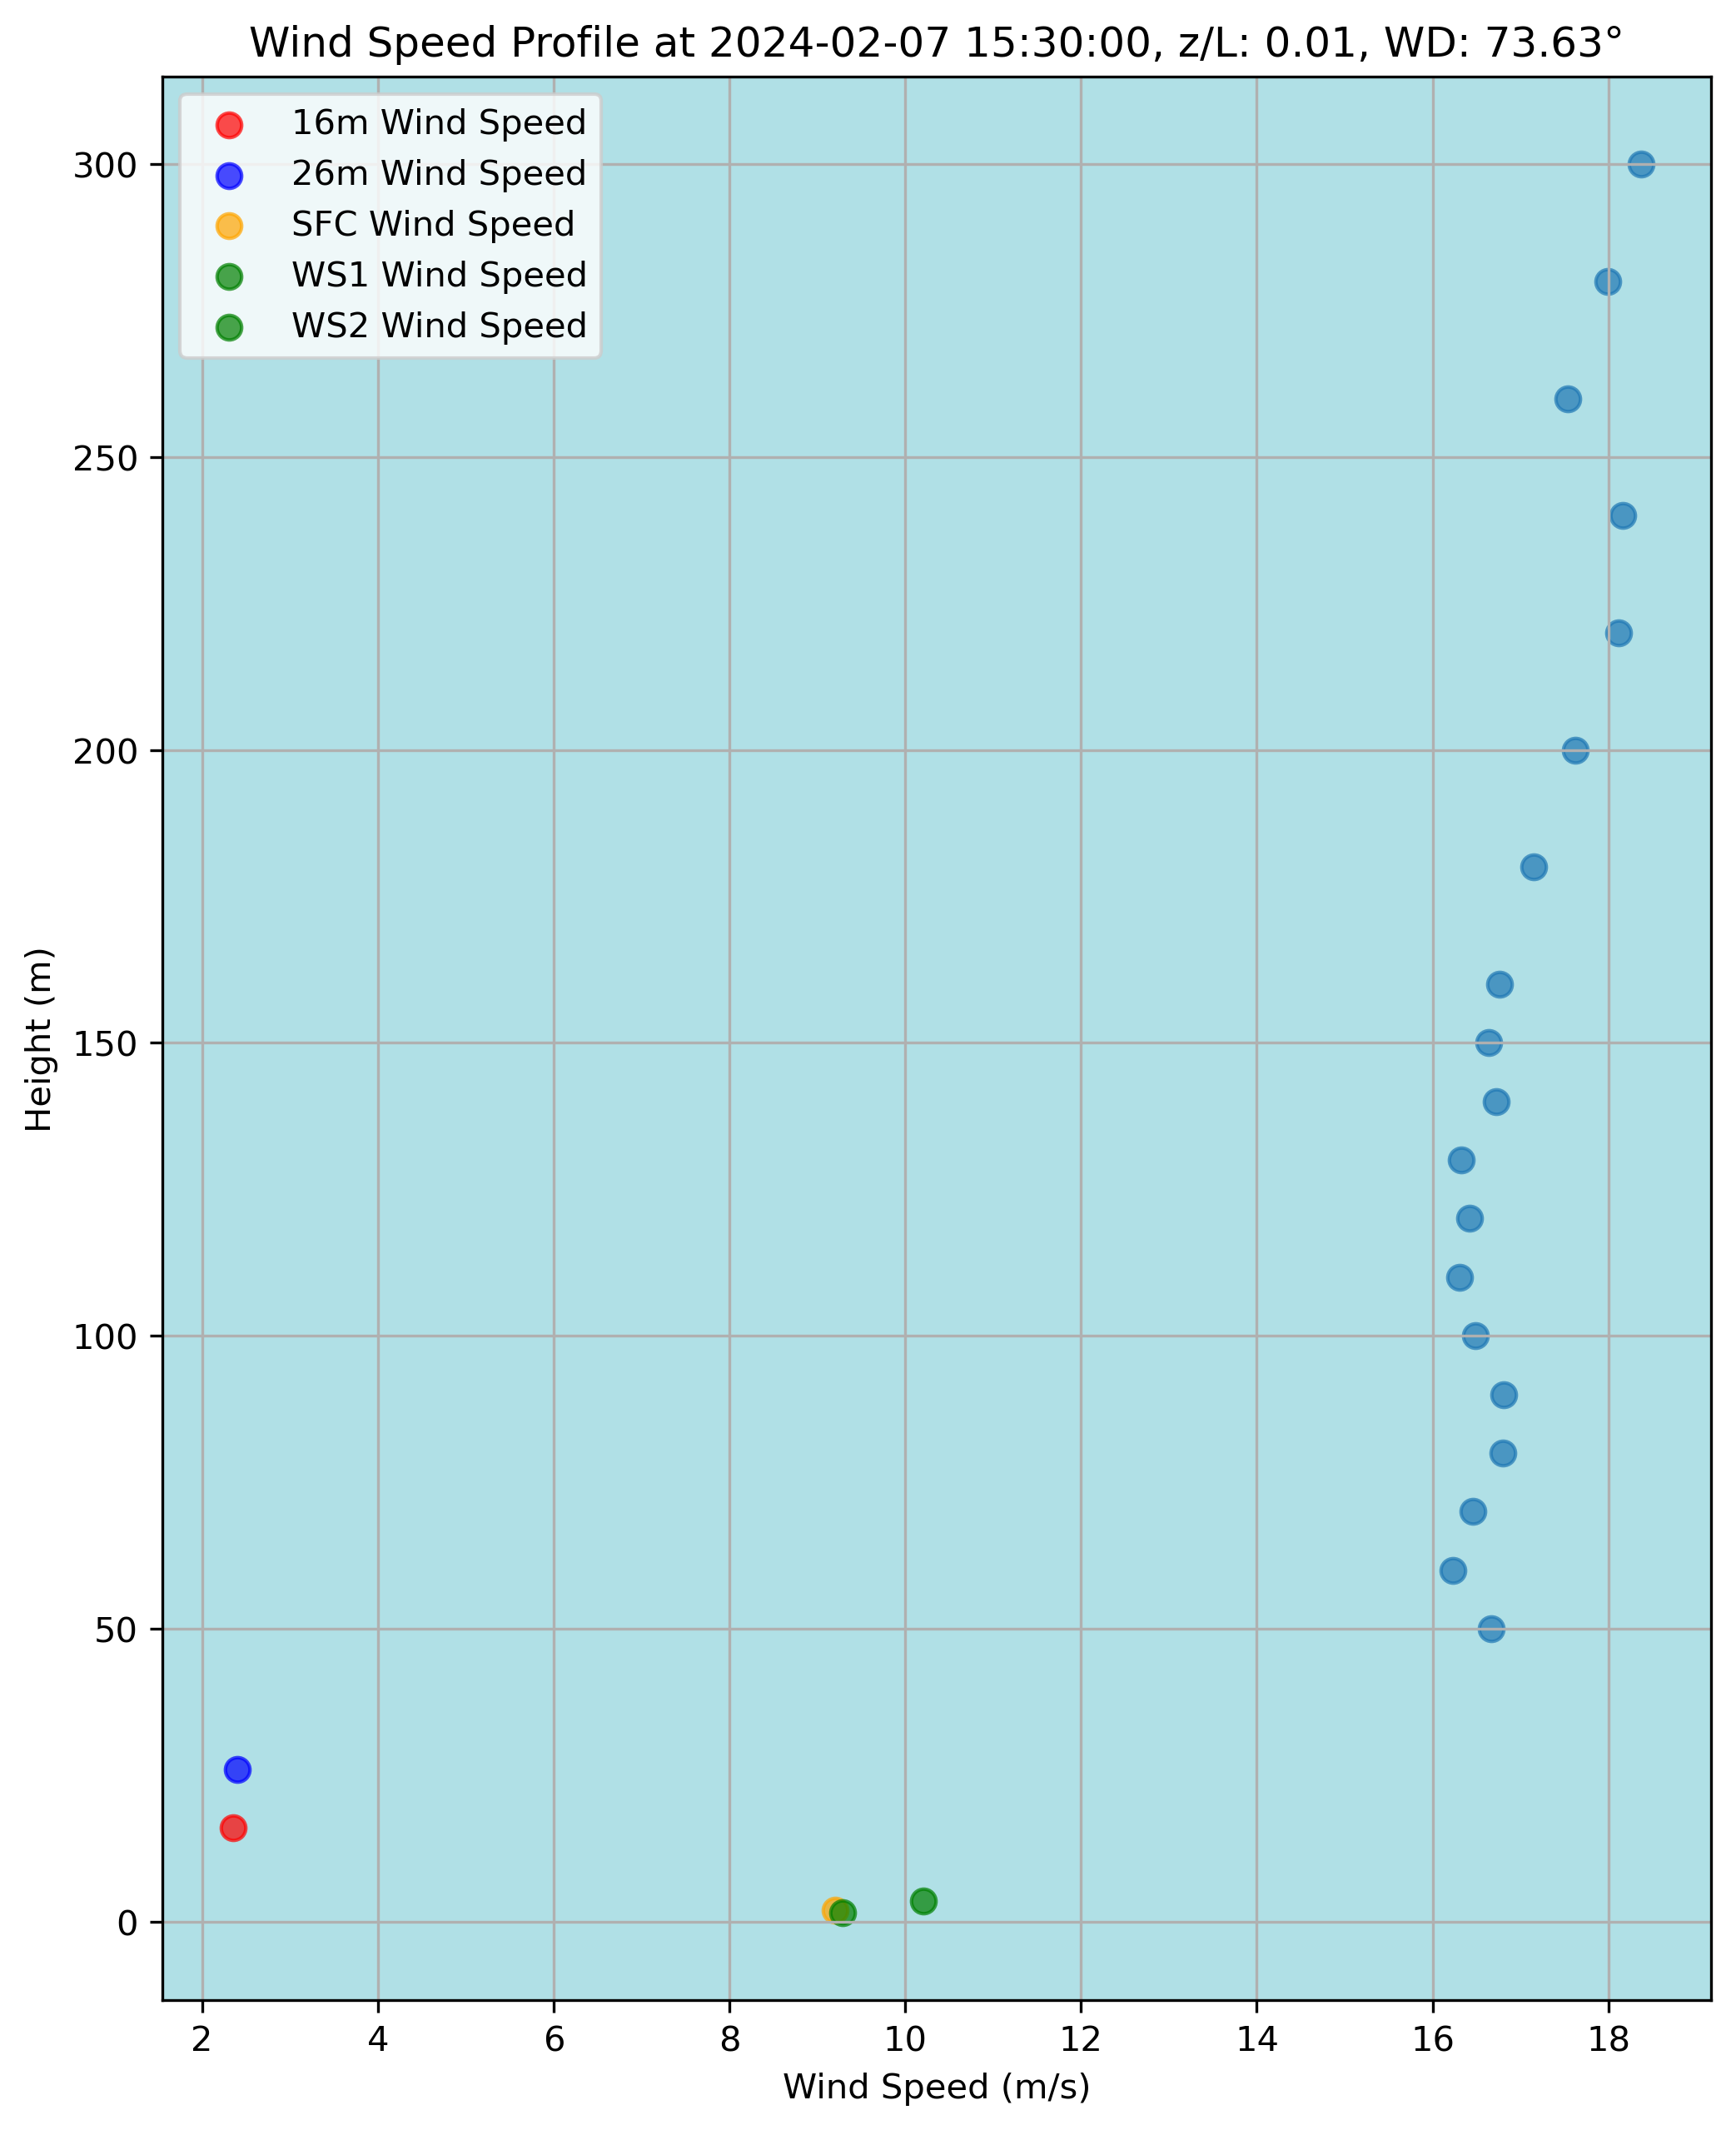 Wind Speed Profile at 2024-02-07 15:30:00, z/L: 0.01, WD: 73.63°
16m Wind Speed
26m Wind Speed
SFC Wind Speed
WS1 Wind Speed
WS2 Wind Speed
Height (m)
300
250
200
150
100
50
0
2 4 6 8 10 12 14 16 18
Wind Speed (m/s)